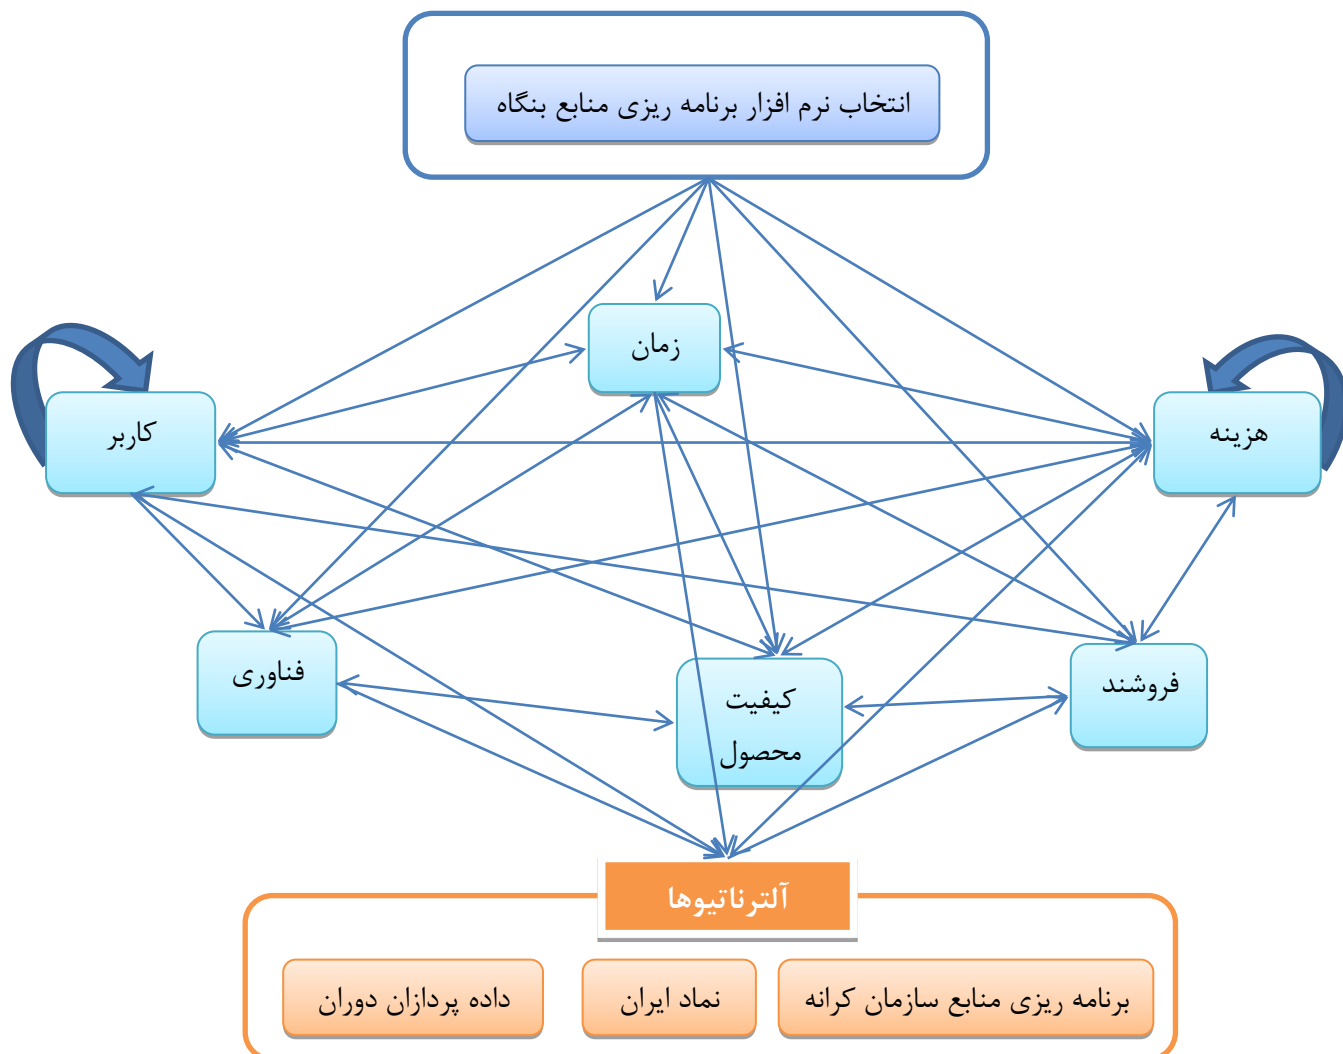 انتخاب نرم افزار برنامه ریزی منابع بنگاه
زمان
هزینه
کاربر
فروشند
کیفیت
محصول
فناوری
آلترناتیوها
برنامه ریزی منابع سازمان کرانه
نماد ایران
داده پردازان دوران